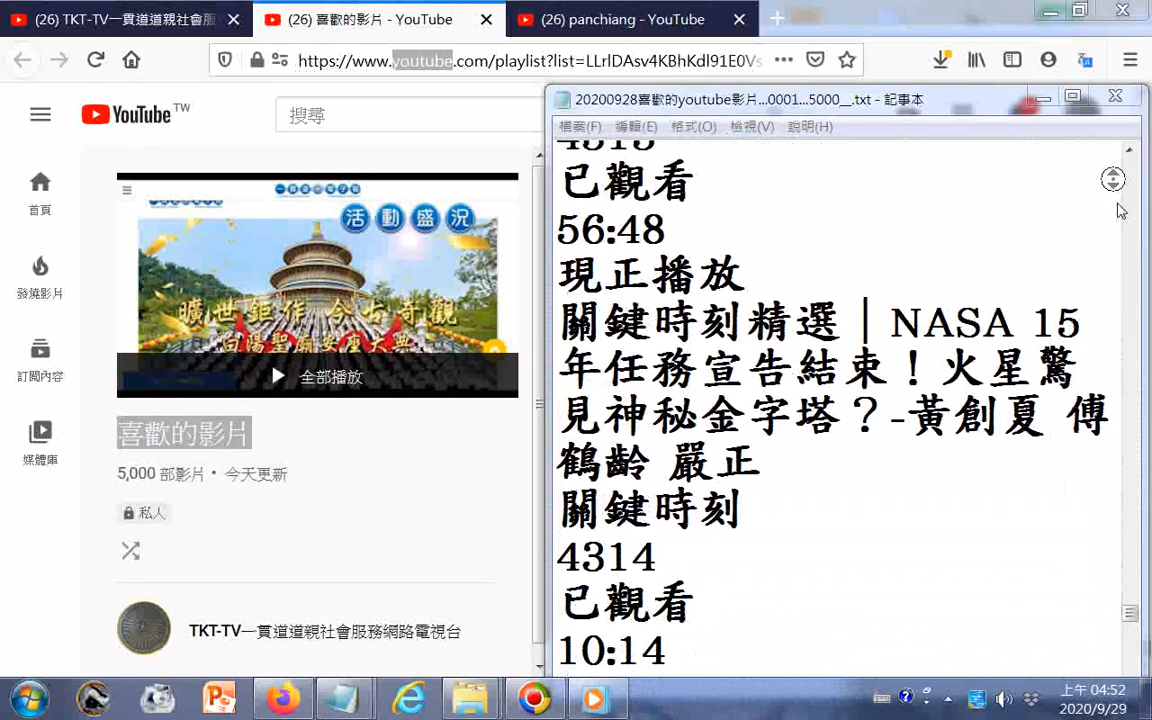 (26) TKT-TV一貫道道親社會服
(26) 喜歡的影片 - YouTube
(26) panchiang - YouTube
https://www.youtube.com/playlist?list=LLrlDAsv4KBhKdl91E0Vs
YouTube TW
搜尋
首頁
發燒影片
訂閱內容
媒體庫
活動盛況
曠世鉅作 今古奇觀
全部播放
喜歡的影片
5,000 部影片・今天更新
私人
TKT-TV一貫道道親社會服務網路電視台
20200928喜歡的youtube影片...0001...5000__.txt - 記事本
檔案(F) 編輯(E) 格式(O) 檢視(V) 說明(H)
4313
已觀看
56:48
現正播放
關鍵時刻精選│NASA 15
年任務宣告結束！火星驚
見神秘金字塔？-黃創夏 傅
鶴齡 嚴正
關鍵時刻
4314
已觀看
10:14
上午 04:52
2020/9/29